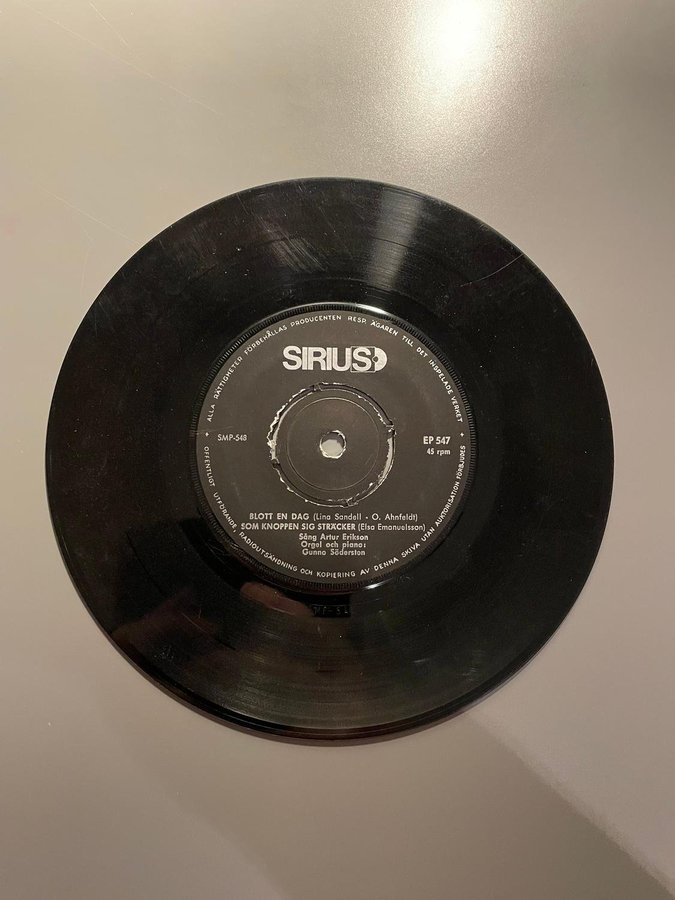 ALLA RÄTTIGHETER FÖRBEHÅLLAS PRODUCENTEN RESP. ÄGAREN TILL DET INSPELADE VERKET
SIRIUS
SMP-548
EP 547
45 rpm
BLOTT EN DAG (Lina Sandell - O. Ahnfeldt)
SOM KNOPPEN SIG STRÄCKER (Elsa Emanuelsson)
Sång Artur Erikson
Orgel och piano:
Gunno Södersten
OFFENTLIGT UTFÖRANDE, RADIOUTSÄNDNING OCH KOPIERING AV DENNA SKIVA UTAN AUKTORISATION FÖRBJUDES